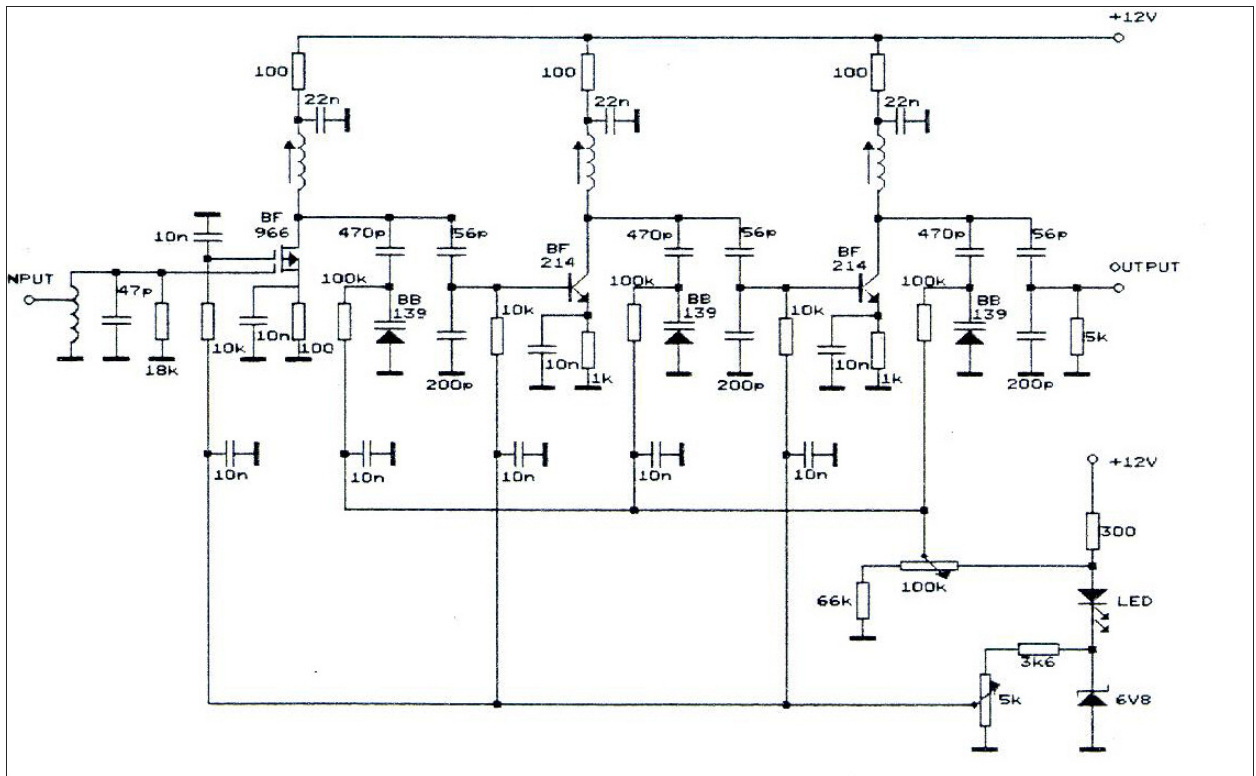 +12V
100
100
100
22n
22n
22n
BF
966
10n
470p
56p
BF
214
470p
56p
BF
214
470p
56p
NPUT
47p
100k
BB
139
100k
BB
139
100k
BB
139
OUTPUT
18k
10k
10n
100
10k
10n
1k
10k
10n
1k
5k
200p
200p
200p
10n
10n
10n
10n
10n
+12V
300
66k
100k
LED
3k6
5k
6V8